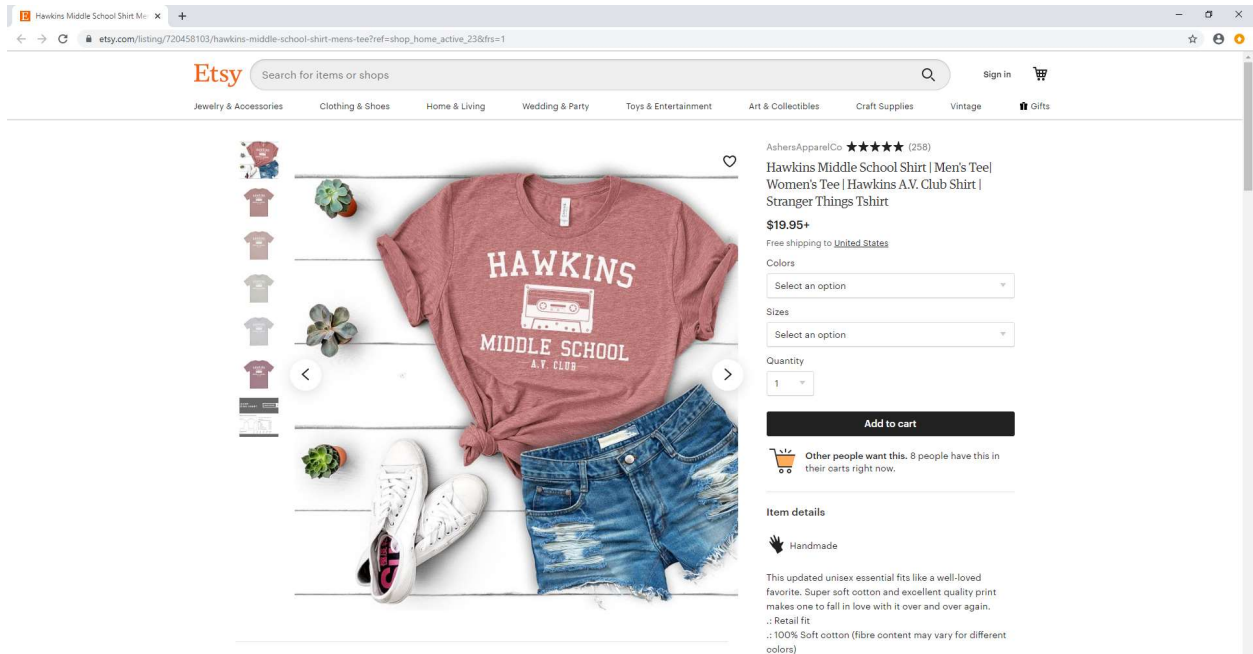 Hawkins Middle School Shirt Me
etsy.com/listing/720458103/hawkins-middle-school-shirt-mens-tee?ref=shop_home_active_23&frs=1
Etsy
Search for items or shops
Sign in
Jewelry & Accessories
Clothing & Shoes
Home & Living
Wedding & Party
Toys & Entertainment
Art & Collectibles
Craft Supplies
Vintage
Gifts
HAWKINS
MIDDLE SCHOOL
A.V. CLUB
AshersApparelCo ★★★★★ (258)
Hawkins Middle School Shirt | Men's Tee|
Women's Tee | Hawkins A.V. Club Shirt |
Stranger Things Tshirt
$19.95+
Free shipping to United States
Colors
Select an option
Sizes
Select an option
Quantity
1
Add to cart
Other people want this. 8 people have this in
their carts right now.
Item details
Handmade
This updated unisex essential fits like a well-loved
favorite. Super soft cotton and excellent quality print
makes one to fall in love with it over and over again.
.: Retail fit
.: 100% Soft cotton (fibre content may vary for different
colors)